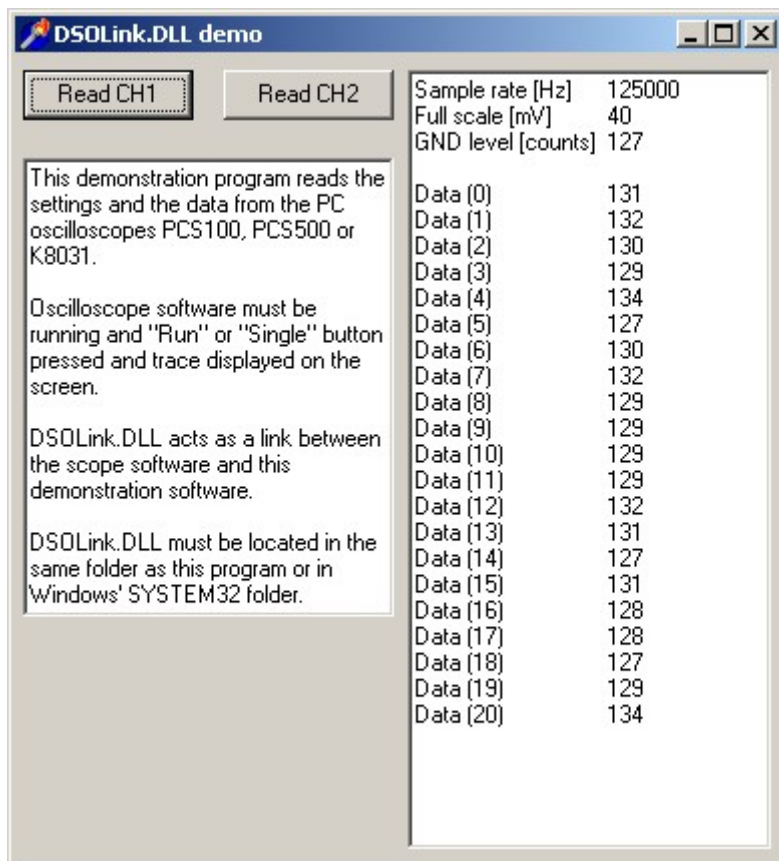 DSOLink.DLL demo
Read CH1
Read CH2
This demonstration program reads the
settings and the data from the PC
oscilloscopes PCS100, PCS500 or
K8031.
Oscilloscope software must be
running and "Run" or "Single" button
pressed and trace displayed on the
screen.
DSOLink.DLL acts as a link between
the scope software and this
demonstration software.
DSOLink.DLL must be located in the
same folder as this program or in
Windows' SYSTEM32 folder.
Sample rate [Hz] 125000
Full scale [mV] 40
GND level [counts] 127
Data (0) 131
Data (1) 132
Data (2) 130
Data (3) 129
Data (4) 134
Data (5) 127
Data (6) 130
Data (7) 132
Data (8) 129
Data (9) 129
Data (10) 129
Data (11) 129
Data (12) 132
Data (13) 131
Data (14) 127
Data (15) 131
Data (16) 128
Data (17) 128
Data (18) 127
Data (19) 129
Data (20) 134